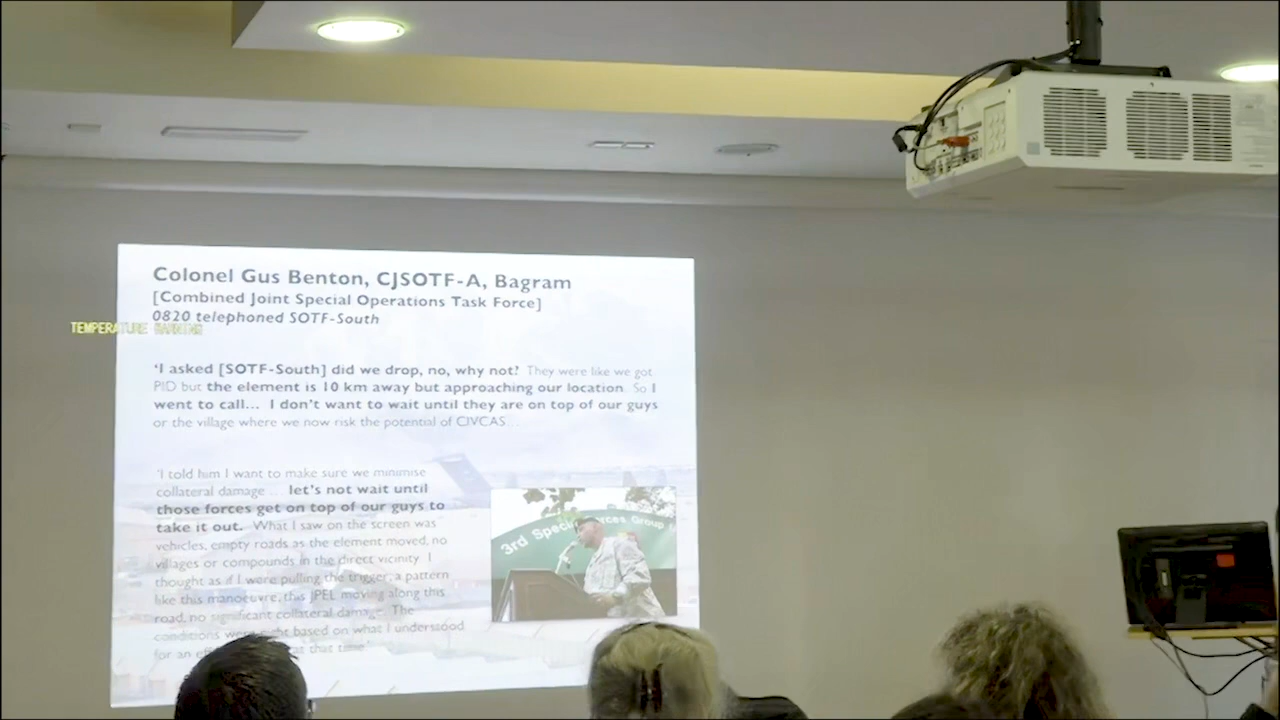 Colonel Gus Benton, CJSOTF-A, Bagram
[Combined Joint Special Operations Task Force]
0820 telephoned SOTF-South
TEMPERATURE WARNING
'I asked [SOTF-South] did we drop, no, why not? They were like we got
PID but the element is 10 km away but approaching our location. So I
went to call... I don't want to wait until they are on top of our guys
or the village where we now risk the potential of CIVCAS...
'I told him I want to make sure we minimise
collateral damage ... let's not wait until
those forces get on top of our guys to
take it out. What I saw on the screen was
vehicles, empty roads as the element moved, no
villages or compounds in the direct vicinity. I
thought as if I were pulling the trigger, a pattern
like this manoeuvre, this JPEL moving along this
road, no significant collateral damage. The
conditions based on what I understood
for an at that time.'
3rd Special Forces Group